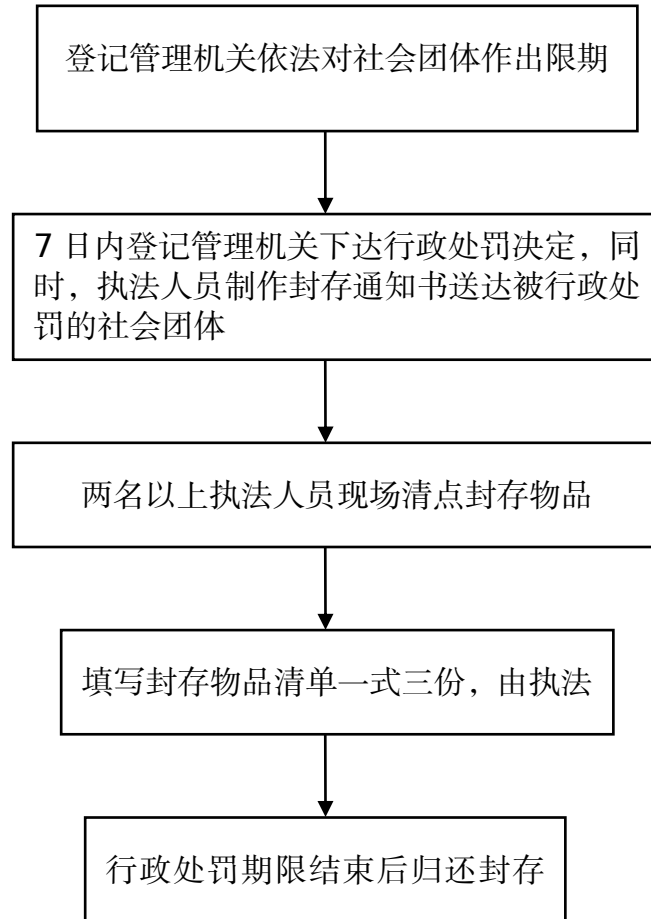 登记管理机关依法对社会团体作出限期
7 日内登记管理机关下达行政处罚决定，同
时，执法人员制作封存通知书送达被行政处
罚的社会团体
两名以上执法人员现场清点封存物品
填写封存物品清单一式三份，由执法
行政处罚期限结束后归还封存